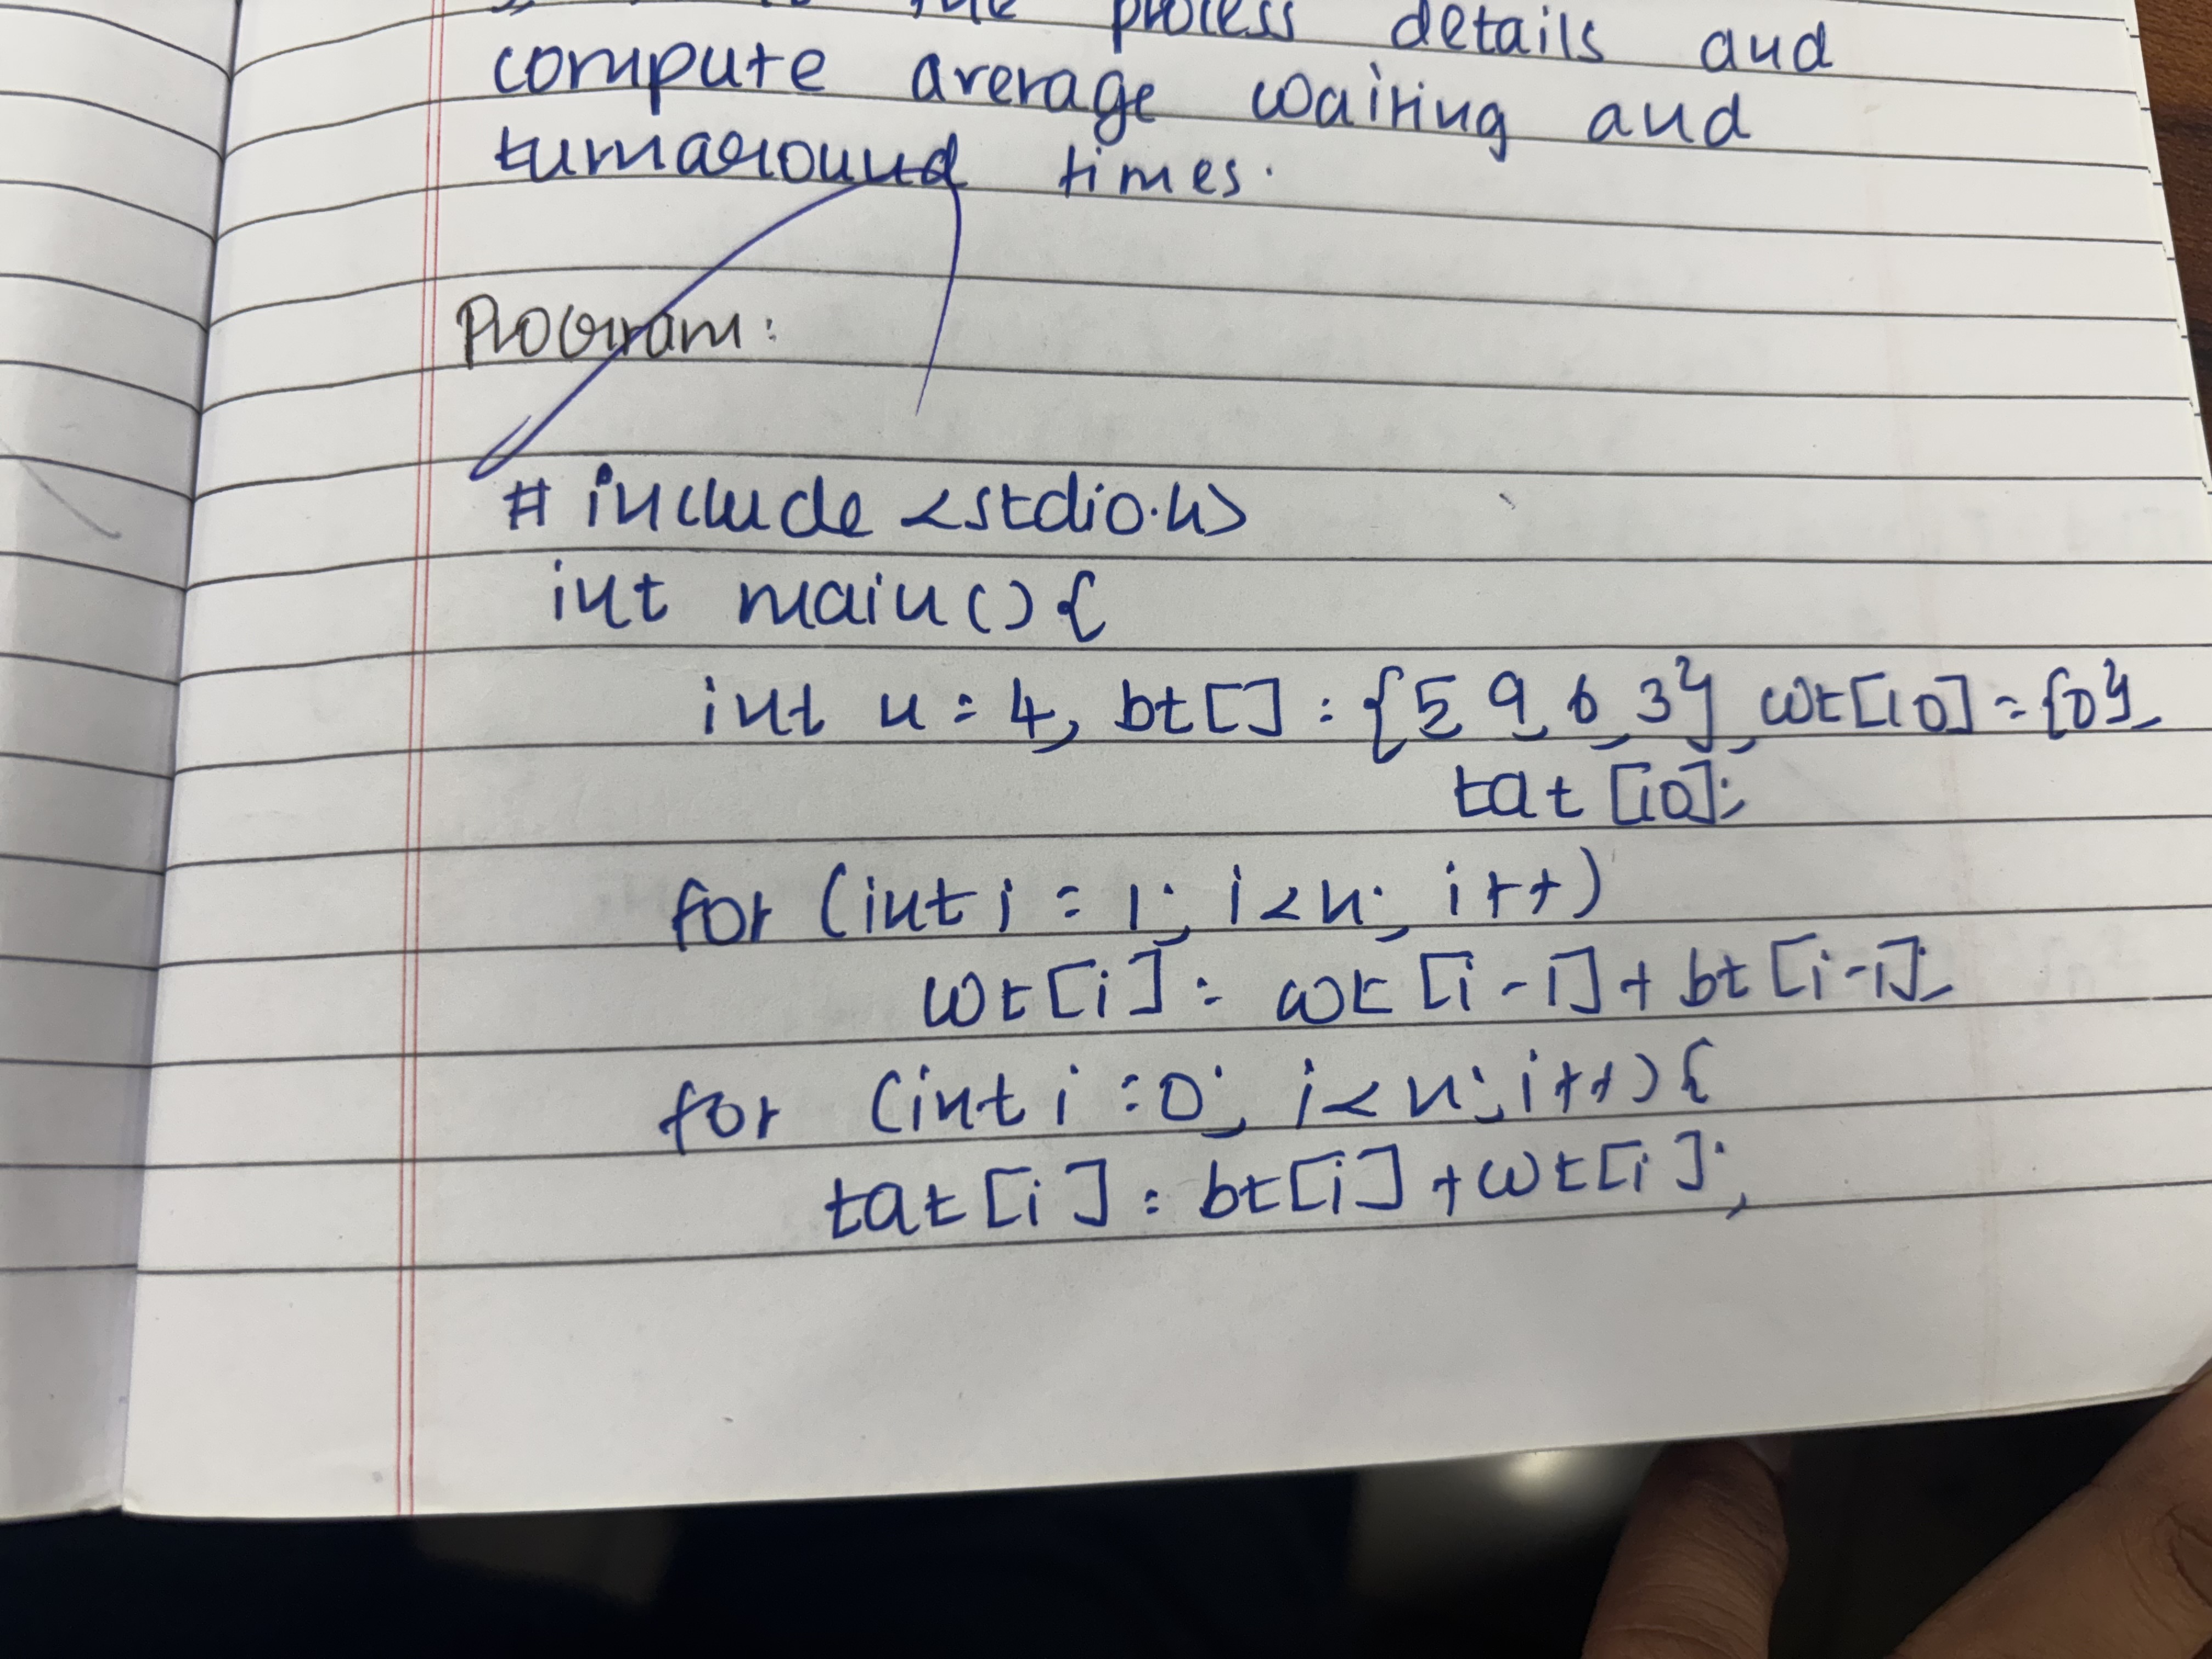 the process details and
compute average waiting and
turnaround times.
Program:
# include <stdio.h>
int main() {
int n = 4, bt[] = {5 9, 6, 3}, wt[10] = {0},
tat [10];
for (int i = 1; i<n; i++)
wt[i] = wt [i-1] + bt[i-1];
for (int i = 0; i<n; i++) {
tat[i] = bt[i] + wt[i];